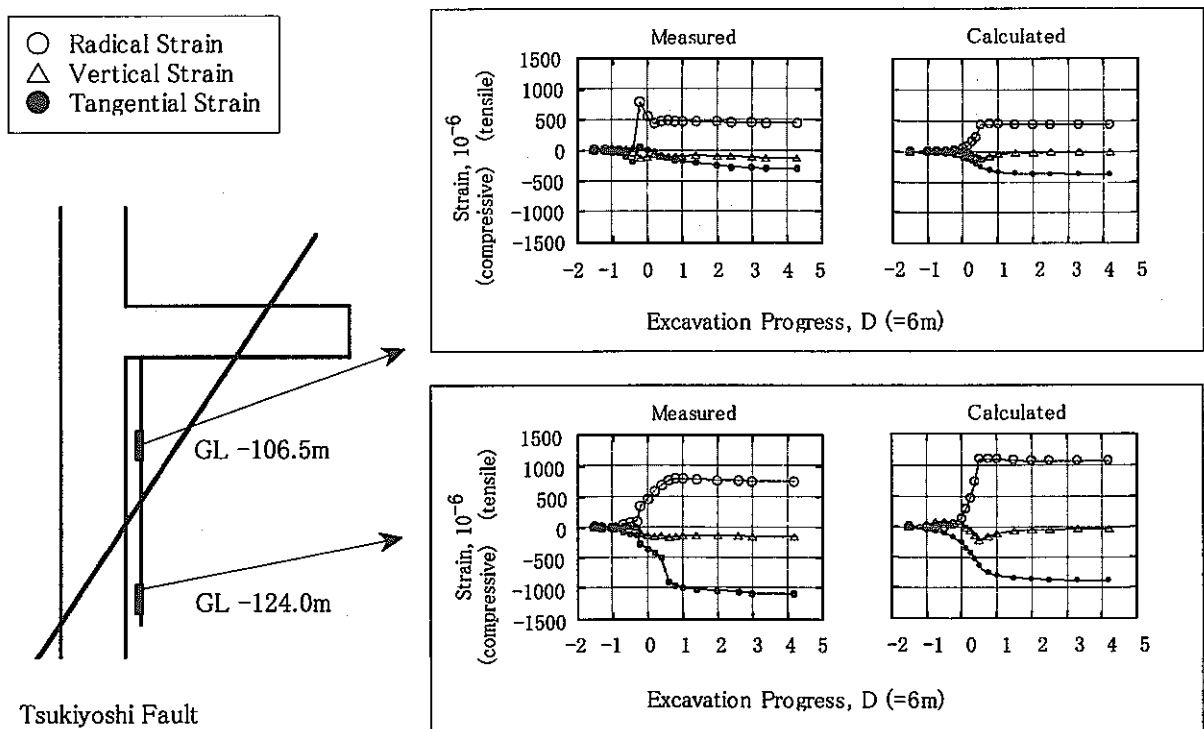 Radical Strain
Vertical Strain
Tangential Strain
GL -106.5m
GL -124.0m
Tsukiyoshi Fault
Measured
Calculated
Strain, 10⁻⁶
(compressive) (tensile)
1500
1000
500
0
-500
-1000
-1500
-2 -1 0 1 2 3 4 5
-2 -1 0 1 2 3 4 5
Excavation Progress, D (=6m)
Measured
Calculated
Strain, 10⁻⁶
(compressive) (tensile)
1500
1000
500
0
-500
-1000
-1500
-2 -1 0 1 2 3 4 5
-2 -1 0 1 2 3 4 5
Excavation Progress, D (=6m)